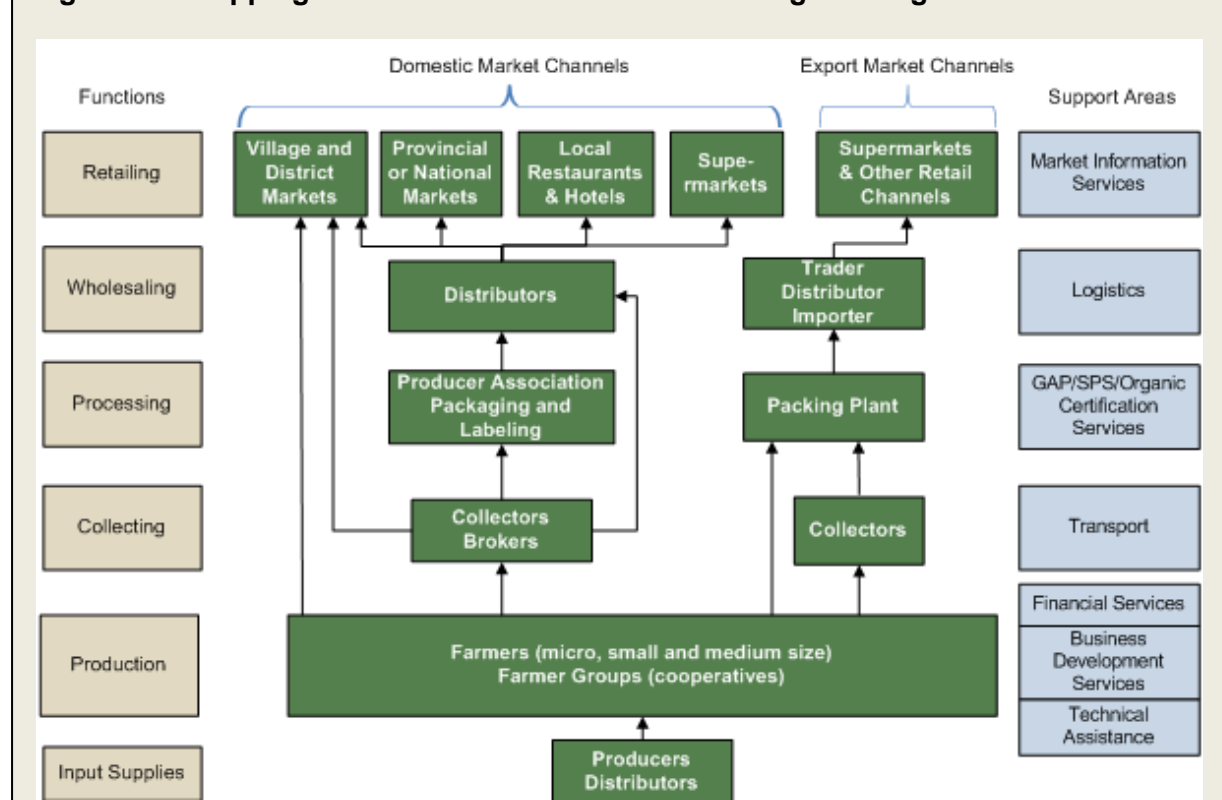 Domestic Market Channels
Export Market Channels
Functions
Support Areas
Retailing
Village and
District
Markets
Provincial
or National
Markets
Local
Restaurants
& Hotels
Supe-
rmarkets
Supermarkets
& Other Retail
Channels
Market Information
Services
Wholesaling
Distributors
Trader
Distributor
Importer
Logistics
Processing
Producer Association
Packaging and
Labeling
Packing Plant
GAP/SPS/Organic
Certification
Services
Collecting
Collectors
Brokers
Collectors
Transport
Financial Services
Production
Farmers (micro, small and medium size)
Farmer Groups (cooperatives)
Business
Development
Services
Technical
Assistance
Input Supplies
Producers
Distributors